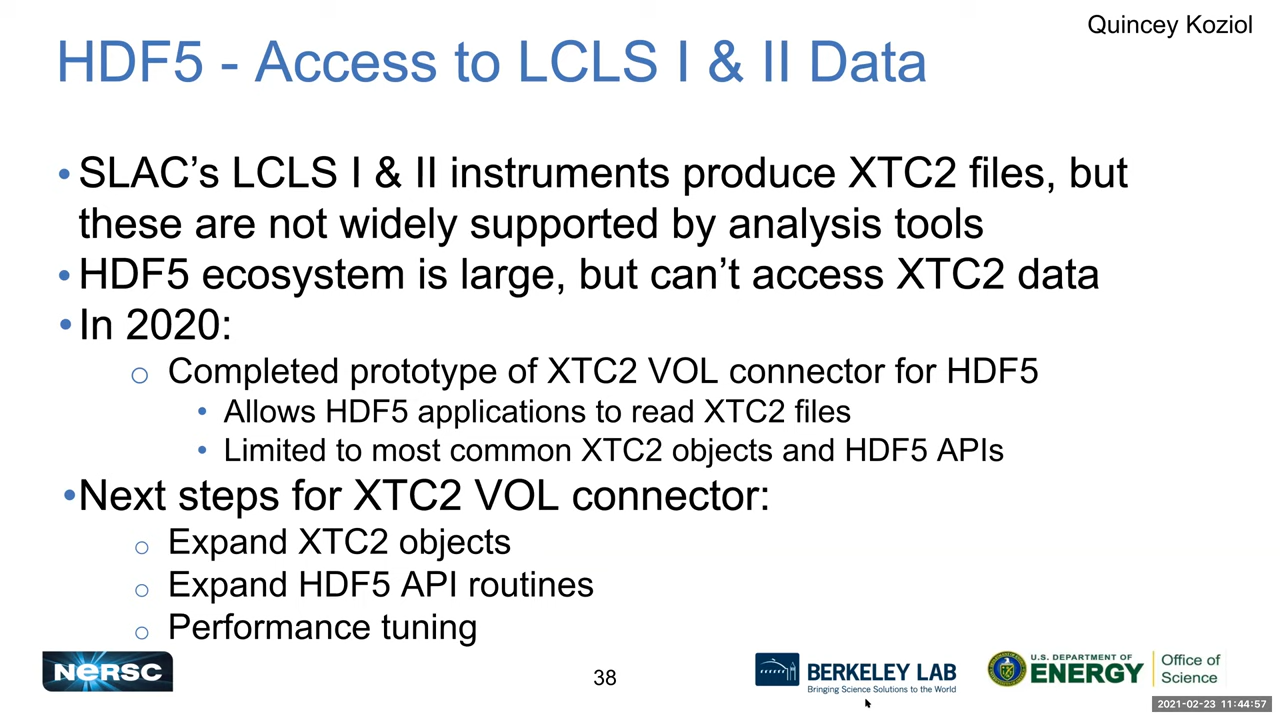 Quincey Koziol
HDF5 - Access to LCLS I & II Data
• SLAC’s LCLS I & II instruments produce XTC2 files, but
these are not widely supported by analysis tools
• HDF5 ecosystem is large, but can’t access XTC2 data
• In 2020:
o Completed prototype of XTC2 VOL connector for HDF5
• Allows HDF5 applications to read XTC2 files
• Limited to most common XTC2 objects and HDF5 APIs
• Next steps for XTC2 VOL connector:
o Expand XTC2 objects
o Expand HDF5 API routines
o Performance tuning
NERSC
38
BERKELEY LAB
Bringing Science Solutions to the World
U.S. DEPARTMENT OF
ENERGY
Office of
Science
2021-02-23 11:44:57